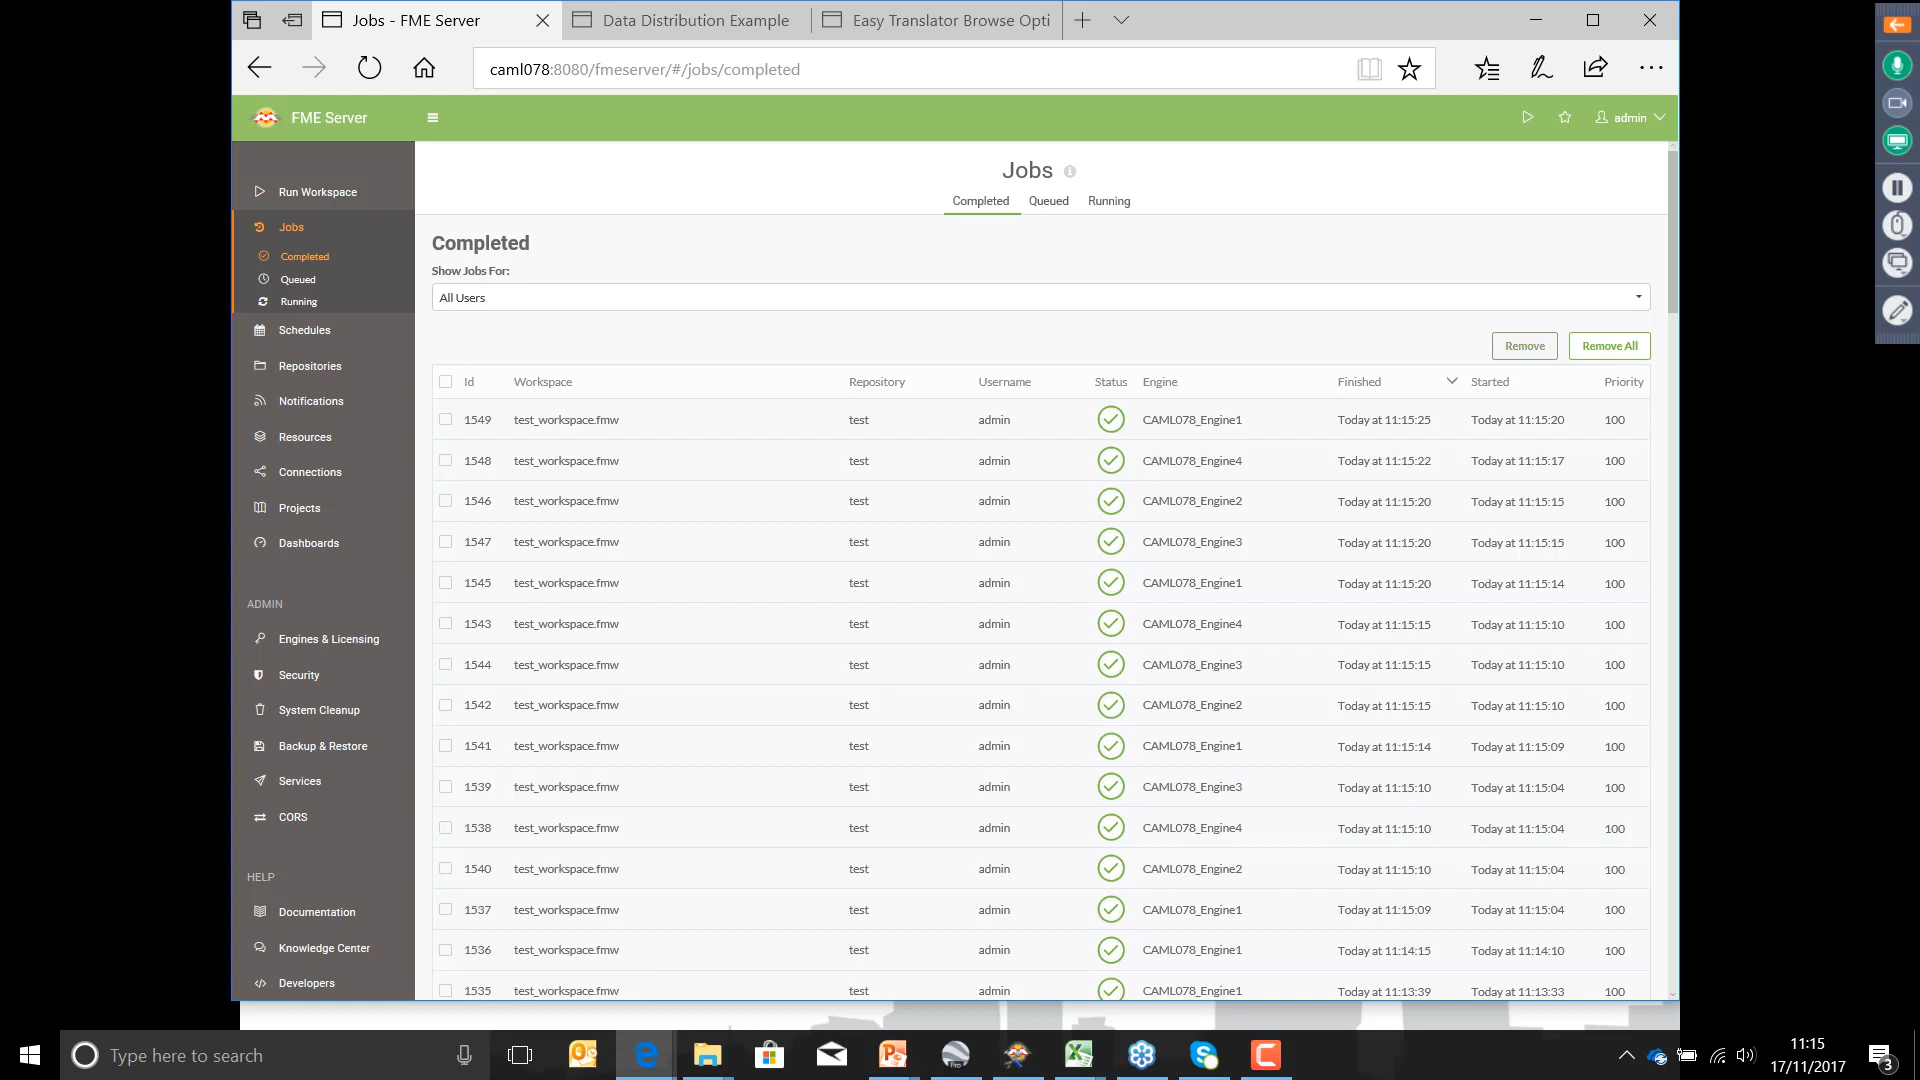 Jobs - FME Server
Data Distribution Example
Easy Translator Browse Opti
caml078:8080/fmeserver/#/jobs/completed
FME Server
admin
Run Workspace
Jobs
Completed
Queued
Running
Schedules
Repositories
Notifications
Resources
Connections
Projects
Dashboards
ADMIN
Engines & Licensing
Security
System Cleanup
Backup & Restore
Services
CORS
HELP
Documentation
Knowledge Center
Developers
Jobs
Completed Queued Running
Completed
Show Jobs For:
All Users
Remove Remove All
Id Workspace Repository Username Status Engine Finished Started Priority
1549 test_workspace.fmw test admin CAML078_Engine1 Today at 11:15:25 Today at 11:15:20 100
1548 test_workspace.fmw test admin CAML078_Engine4 Today at 11:15:22 Today at 11:15:17 100
1546 test_workspace.fmw test admin CAML078_Engine2 Today at 11:15:20 Today at 11:15:15 100
1547 test_workspace.fmw test admin CAML078_Engine3 Today at 11:15:20 Today at 11:15:15 100
1545 test_workspace.fmw test admin CAML078_Engine1 Today at 11:15:20 Today at 11:15:14 100
1543 test_workspace.fmw test admin CAML078_Engine4 Today at 11:15:15 Today at 11:15:10 100
1544 test_workspace.fmw test admin CAML078_Engine3 Today at 11:15:15 Today at 11:15:10 100
1542 test_workspace.fmw test admin CAML078_Engine2 Today at 11:15:15 Today at 11:15:10 100
1541 test_workspace.fmw test admin CAML078_Engine1 Today at 11:15:14 Today at 11:15:09 100
1539 test_workspace.fmw test admin CAML078_Engine3 Today at 11:15:10 Today at 11:15:04 100
1538 test_workspace.fmw test admin CAML078_Engine4 Today at 11:15:10 Today at 11:15:04 100
1540 test_workspace.fmw test admin CAML078_Engine2 Today at 11:15:10 Today at 11:15:04 100
1537 test_workspace.fmw test admin CAML078_Engine1 Today at 11:15:09 Today at 11:15:04 100
1536 test_workspace.fmw test admin CAML078_Engine1 Today at 11:14:15 Today at 11:14:10 100
1535 test_workspace.fmw test admin CAML078_Engine1 Today at 11:13:39 Today at 11:13:33 100
Type here to search
11:15
17/11/2017
3